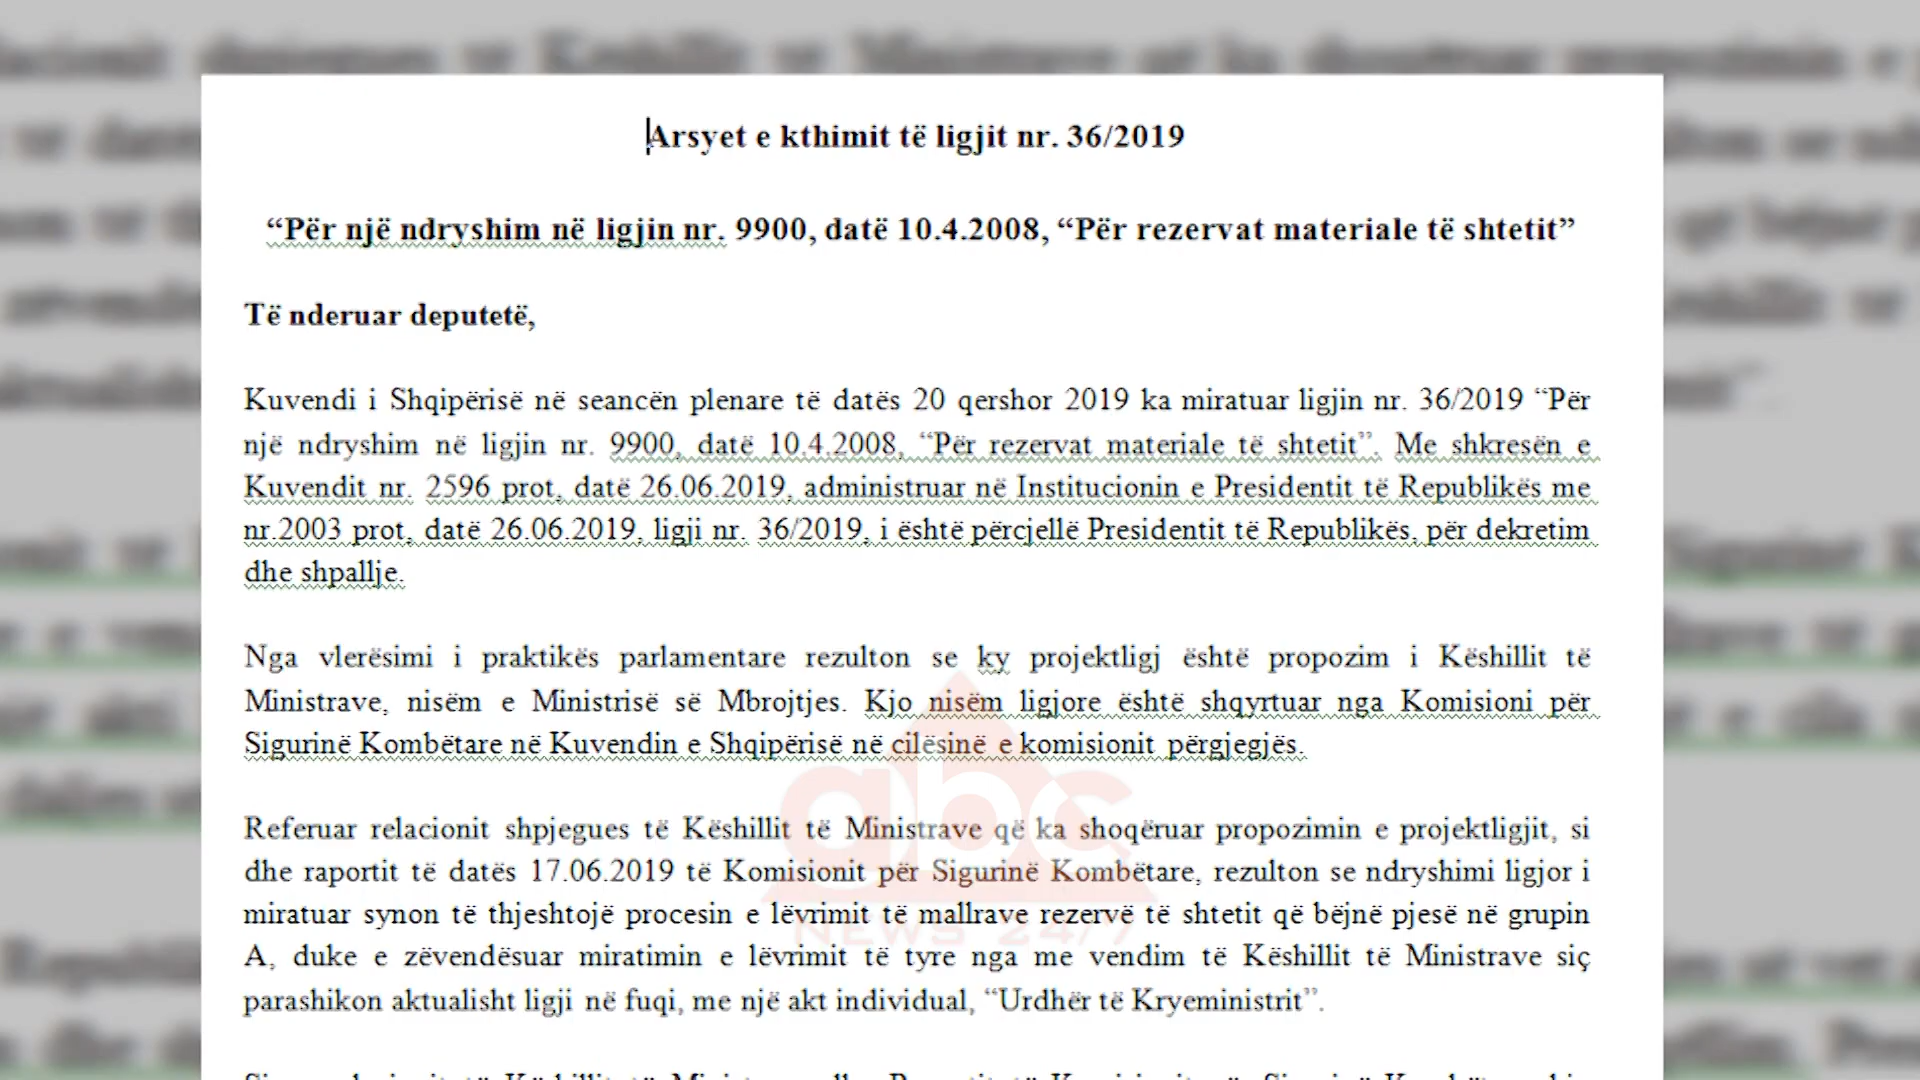 Arsyet e kthimit të ligjit nr. 36/2019
“Për një ndryshim në ligjin nr. 9900, datë 10.4.2008, “Për rezervat materiale të shtetit”
Të nderuar deputetë,
Kuvendi i Shqipërisë në seancën plenare të datës 20 qershor 2019 ka miratuar ligjin nr. 36/2019 “Për
një ndryshim në ligjin nr. 9900, datë 10.4.2008, “Për rezervat materiale të shtetit”. Me shkresën e
Kuvendit nr. 2596 prot, datë 26.06.2019, administruar në Institucionin e Presidentit të Republikës me
nr.2003 prot, datë 26.06.2019, ligji nr. 36/2019, i është përcjellë Presidentit të Republikës, për dekretim
dhe shpallje.
Nga vlerësimi i praktikës parlamentare rezulton se ky projektligj është propozim i Këshillit të
Ministrave, nisëm e Ministrisë së Mbrojtjes. Kjo nisëm ligjore është shqyrtuar nga Komisioni për
Sigurinë Kombëtare në Kuvendin e Shqipërisë në cilësinë e komisionit përgjegjës.
abc
NEWS 24/7
Referuar relacionit shpjegues të Këshillit të Ministrave që ka shoqëruar propozimin e projektligjit, si
dhe raportit të datës 17.06.2019 të Komisionit për Sigurinë Kombëtare, rezulton se ndryshimi ligjor i
miratuar synon të thjeshtojë procesin e lëvrimit të mallrave rezervë të shtetit që bëjnë pjesë në grupin
A, duke e zëvendësuar miratimin e lëvrimit të tyre nga me vendim të Këshillit të Ministrave siç
parashikon aktualisht ligji në fuqi, me një akt individual, “Urdhër të Kryeministrit”.